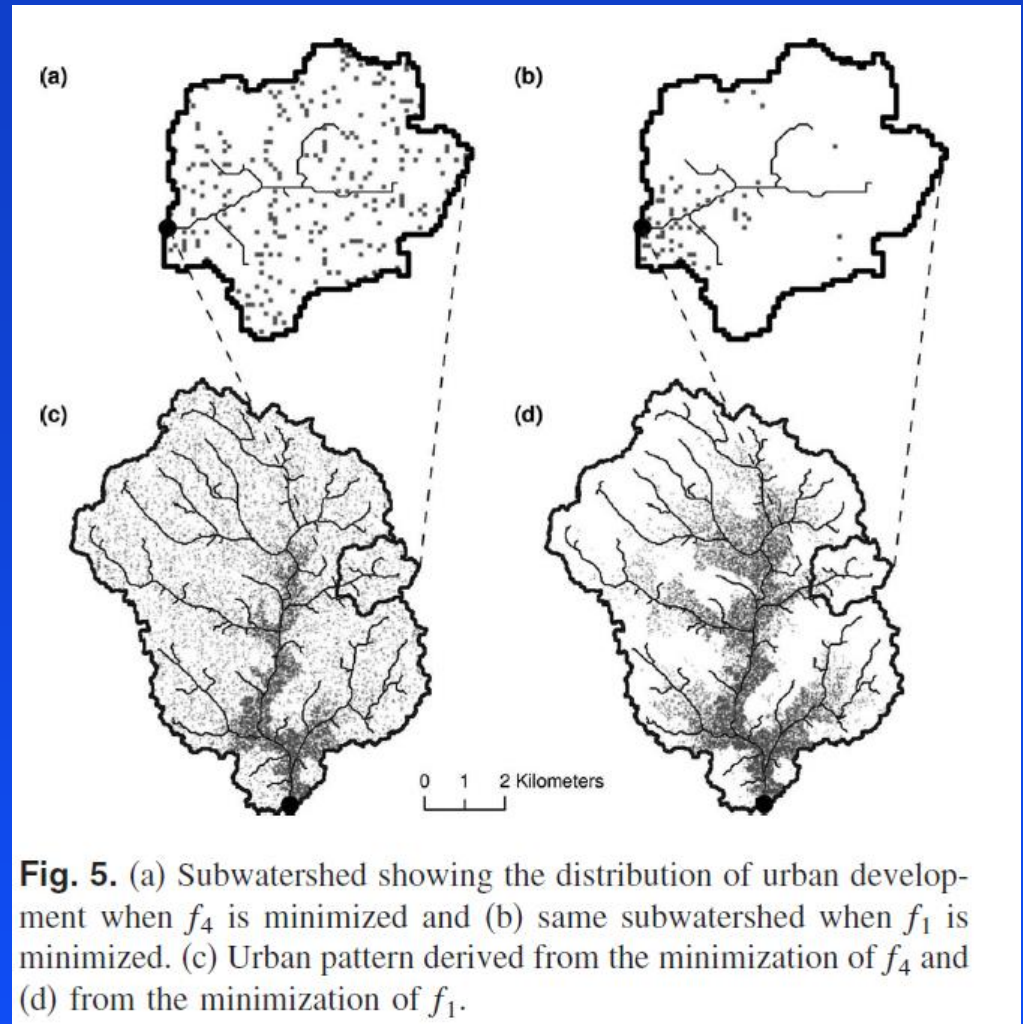 (a)
(b)
(c)
(d)
0 1 2 Kilometers
Fig. 5. (a) Subwatershed showing the distribution of urban develop-
ment when f4 is minimized and (b) same subwatershed when f1 is
minimized. (c) Urban pattern derived from the minimization of f4 and
(d) from the minimization of f1.